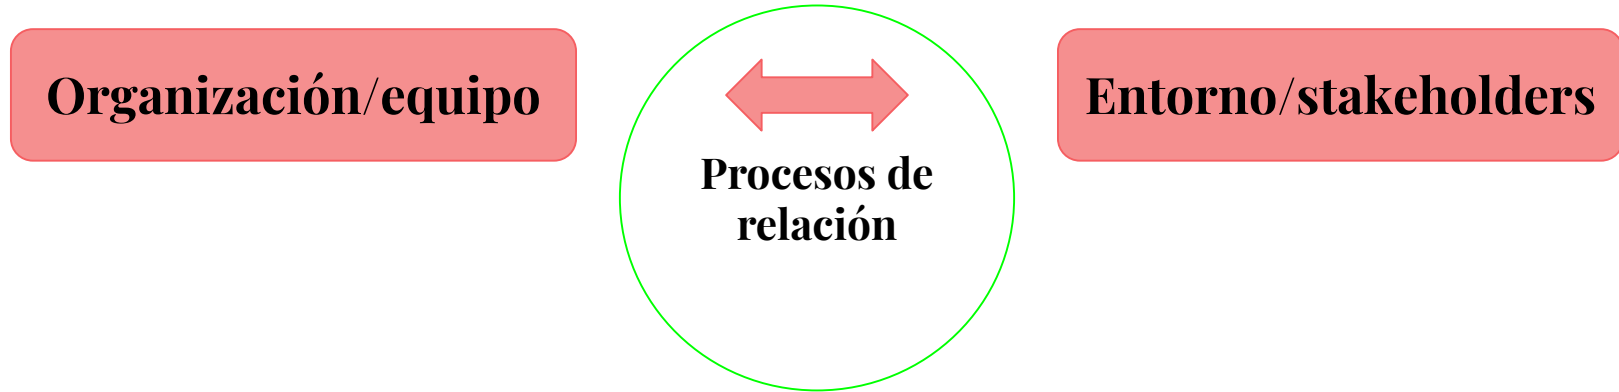 Organización/equipo
Procesos de
relación
Entorno/stakeholders